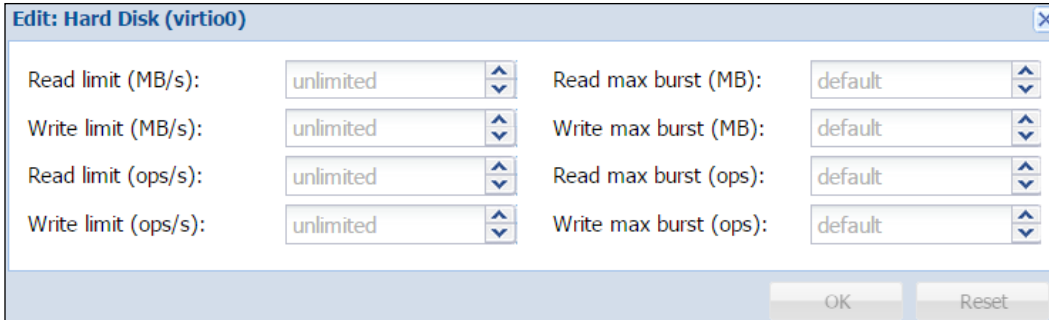 Edit: Hard Disk (virtio0)
Read limit (MB/s): unlimited Read max burst (MB): default
Write limit (MB/s): unlimited Write max burst (MB): default
Read limit (ops/s): unlimited Read max burst (ops): default
Write limit (ops/s): unlimited Write max burst (ops): default
OK Reset